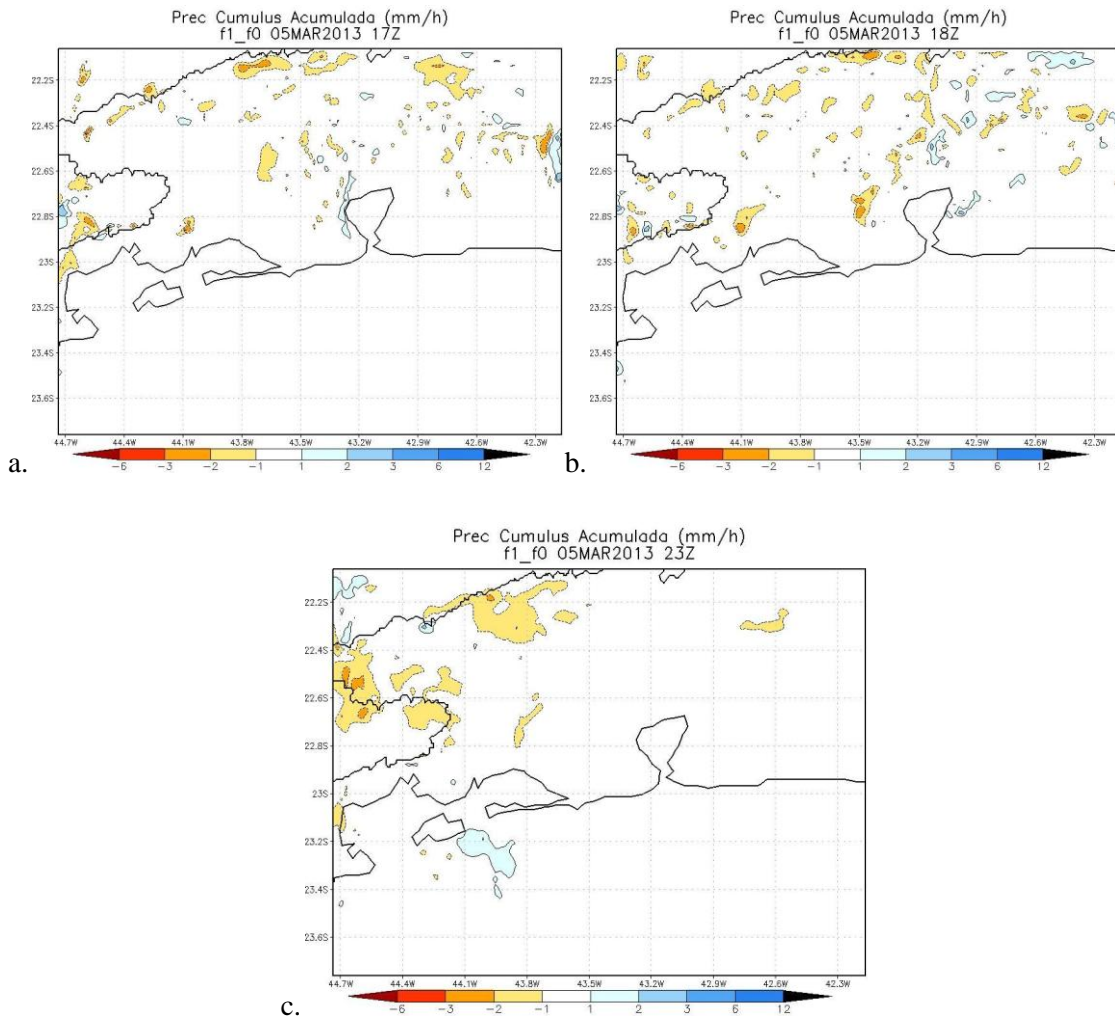 Prec Cumulus Acumulada (mm/h)
f1_f0 05MAR2013 17Z
22.2S
22.4S
22.6S
22.8S
23S
23.2S
23.4S
23.6S
44.7W 44.4W 44.1W 43.8W 43.5W 43.2W 42.9W 42.6W 42.3W
-6 -3 -2 -1 1 2 3 6 12
a.
Prec Cumulus Acumulada (mm/h)
f1_f0 05MAR2013 18Z
22.2S
22.4S
22.6S
22.8S
23S
23.2S
23.4S
23.6S
44.7W 44.4W 44.1W 43.8W 43.5W 43.2W 42.9W 42.6W 42.3W
-6 -3 -2 -1 1 2 3 6 12
b.
Prec Cumulus Acumulada (mm/h)
f1_f0 05MAR2013 23Z
22.2S
22.4S
22.6S
22.8S
23S
23.2S
23.4S
23.6S
44.7W 44.4W 44.1W 43.8W 43.5W 43.2W 42.9W 42.6W 42.3W
-6 -3 -2 -1 1 2 3 6 12
c.